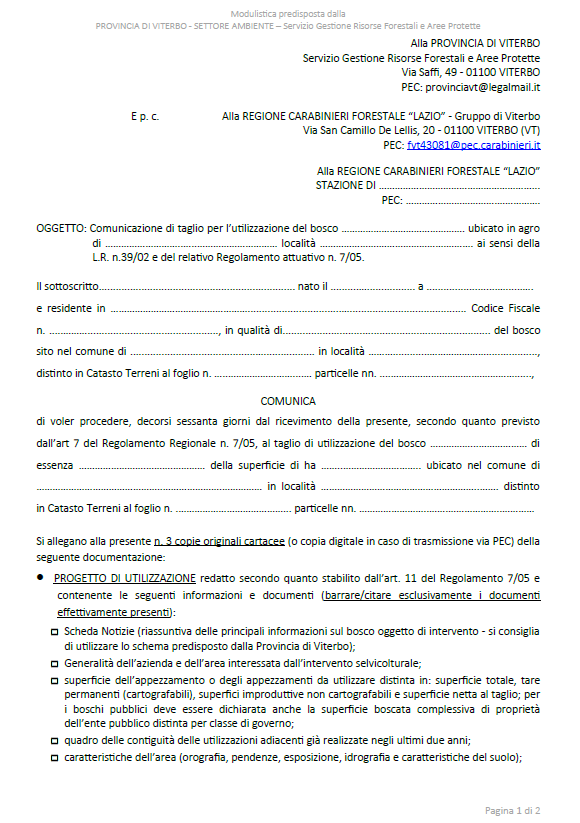 Modulistica predisposta dalla
PROVINCIA DI VITERBO - SETTORE AMBIENTE – Servizio Gestione Risorse Forestali e Aree Protette
Alla PROVINCIA DI VITERBO
Servizio Gestione Risorse Forestali e Aree Protette
Via Saffi, 49 - 01100 VITERBO
PEC: provinciavt@legalmail.it
E p. c. Alla REGIONE CARABINIERI FORESTALE “LAZIO” - Gruppo di Viterbo
Via San Camillo De Lellis, 20 - 01100 VITERBO (VT)
PEC: fvt43081@pec.carabinieri.it
Alla REGIONE CARABINIERI FORESTALE “LAZIO”
STAZIONE DI ........................................................
PEC: ...............................................
OGGETTO: Comunicazione di taglio per l’utilizzazione del bosco ........................................... ubicato in agro
di ............................................................ località ..................................................... ai sensi della
L.R. n.39/02 e del relativo Regolamento attuativo n. 7/05.
Il sottoscritto.................................................................... nato il ............................. a .....................................
e residente in ............................................................................................................................ Codice Fiscale
n. ..........................................................., in qualità di........................................................................ del bosco
sito nel comune di ................................................................ in località ...........................................................,
distinto in Catasto Terreni al foglio n. .................................. particelle nn. .....................................................,
COMUNICA
di voler procedere, decorsi sessanta giorni dal ricevimento della presente, secondo quanto previsto
dall’art 7 del Regolamento Regionale n. 7/05, al taglio di utilizzazione del bosco .................................. di
essenza ............................................ della superficie di ha ................................... ubicato nel comune di
.............................................................................. in località .............................................................. distinto
in Catasto Terreni al foglio n. ........................................ particelle nn. .............................................................
Si allegano alla presente n. 3 copie originali cartacee (o copia digitale in caso di trasmissione via PEC) della
seguente documentazione:
● PROGETTO DI UTILIZZAZIONE redatto secondo quanto stabilito dall’art. 11 del Regolamento 7/05 e
contenente le seguenti informazioni e documenti (barrare/citare esclusivamente i documenti
effettivamente presenti):
□ Scheda Notizie (riassuntiva delle principali informazioni sul bosco oggetto di intervento - si consiglia
di utilizzare lo schema predisposto dalla Provincia di Viterbo);
□ Generalità dell’azienda e dell’area interessata dall’intervento selvicolturale;
□ superficie dell’appezzamento o degli appezzamenti da utilizzare distinta in: superficie totale, tare
permanenti (cartografabili), superfici improduttive non cartografabili e superficie netta al taglio; per
i boschi pubblici deve essere dichiarata anche la superficie boscata complessiva di proprietà
dell’ente pubblico distinta per classe di governo;
□ quadro delle contiguità delle utilizzazioni adiacenti già realizzate negli ultimi due anni;
□ caratteristiche dell’area (orografia, pendenze, esposizione, idrografia e caratteristiche del suolo);
Pagina 1 di 2